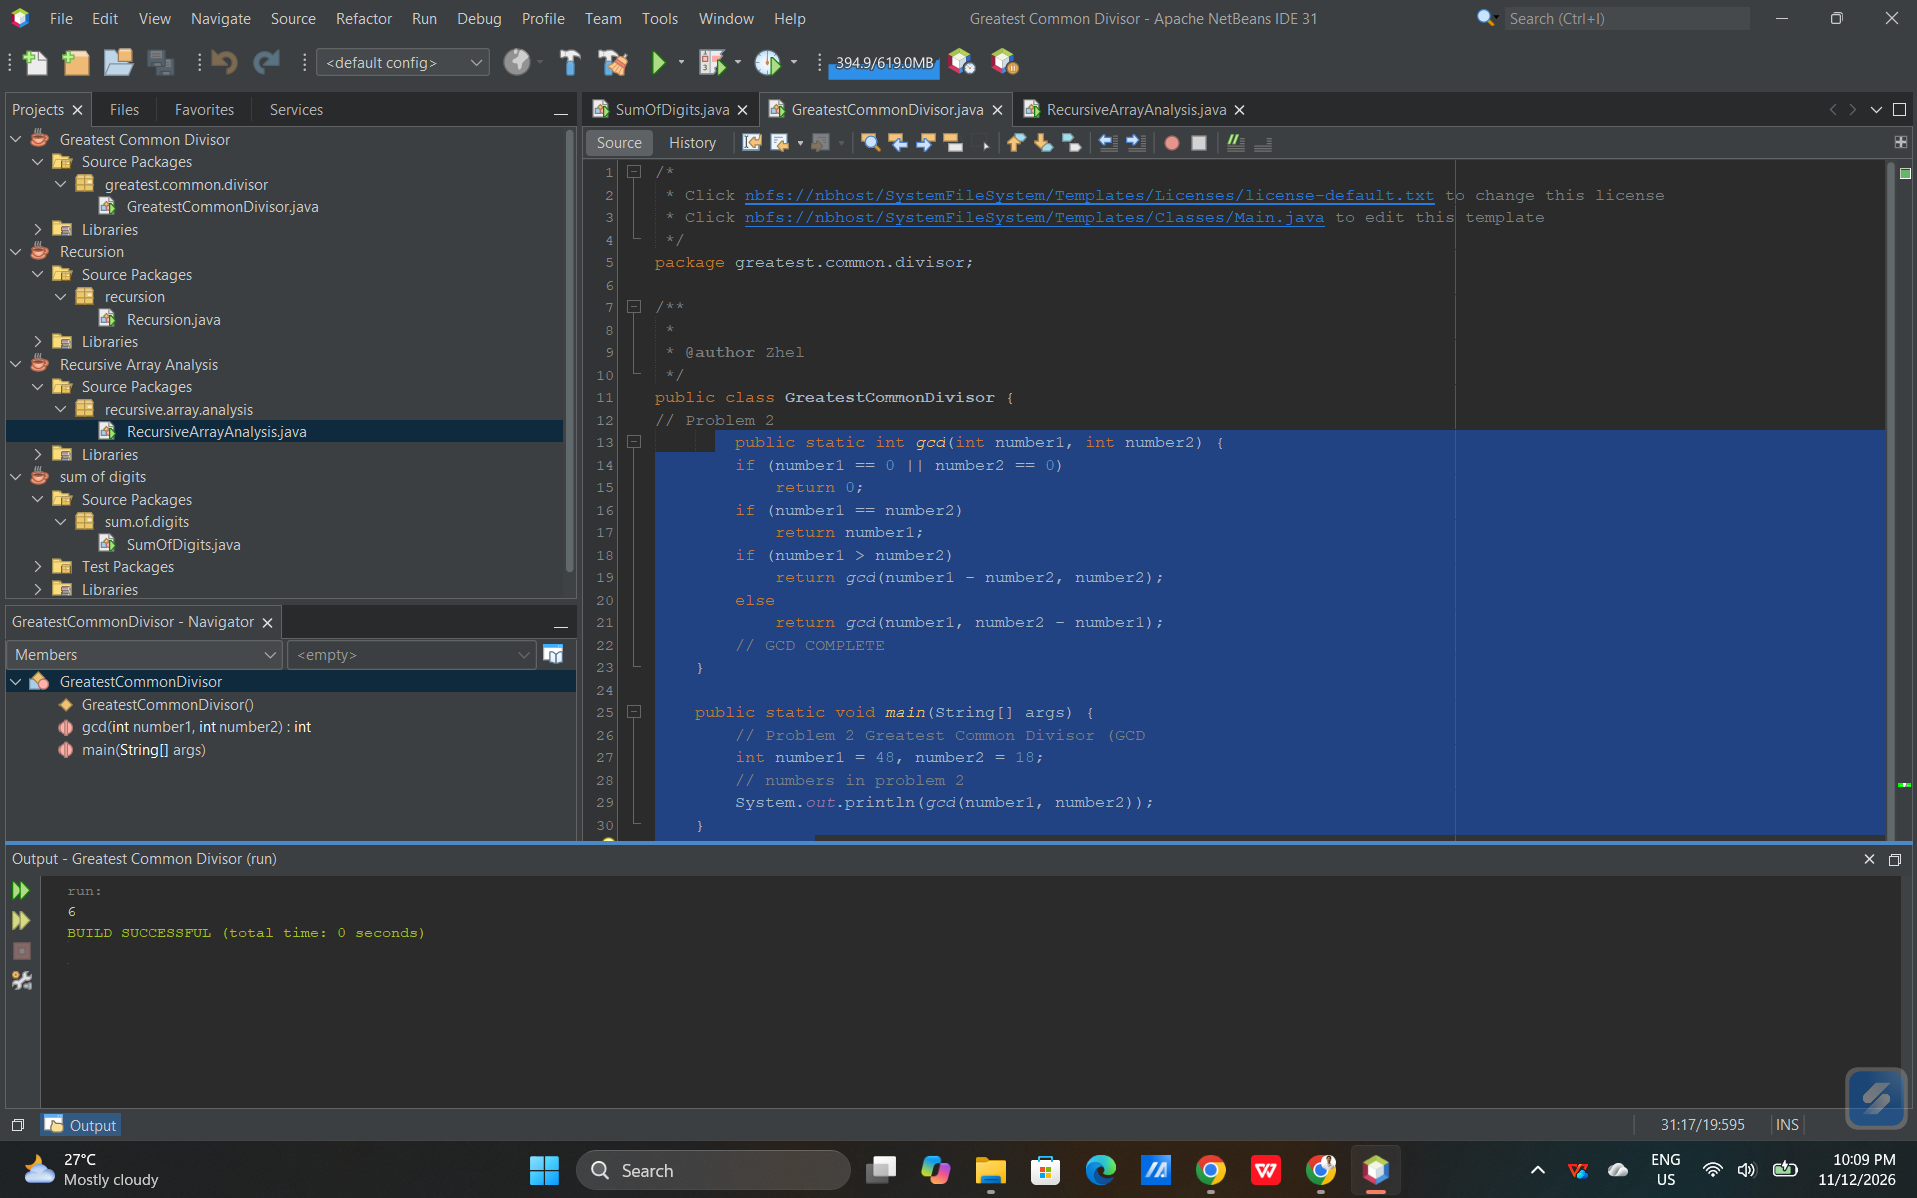 File Edit View Navigate Source Refactor Run Debug Profile Team Tools Window Help
Greatest Common Divisor - Apache NetBeans IDE 31
Search (Ctrl+I)
<default config>
394.9/619.0MB
Projects Files Favorites Services
Greatest Common Divisor
Source Packages
greatest.common.divisor
GreatestCommonDivisor.java
Libraries
Recursion
Source Packages
recursion
Recursion.java
Libraries
Recursive Array Analysis
Source Packages
recursive.array.analysis
RecursiveArrayAnalysis.java
Libraries
sum of digits
Source Packages
sum.of.digits
SumOfDigits.java
Test Packages
Libraries
GreatestCommonDivisor - Navigator
Members <empty>
GreatestCommonDivisor
GreatestCommonDivisor()
gcd(int number1, int number2) : int
main(String[] args)
SumOfDigits.java GreatestCommonDivisor.java RecursiveArrayAnalysis.java
Source History
1 /*
2 * Click nbfs://nbhost/SystemFileSystem/Templates/Licenses/license-default.txt to change this license
3 * Click nbfs://nbhost/SystemFileSystem/Templates/Classes/Main.java to edit this template
4 */
5 package greatest.common.divisor;
6
7 /**
8 *
9 * @author Zhel
10 */
11 public class GreatestCommonDivisor {
12 // Problem 2
13 public static int gcd(int number1, int number2) {
14 if (number1 == 0 || number2 == 0)
15 return 0;
16 if (number1 == number2)
17 return number1;
18 if (number1 > number2)
19 return gcd(number1 - number2, number2);
20 else
21 return gcd(number1, number2 - number1);
22 // GCD COMPLETE
23 }
24
25 public static void main(String[] args) {
26 // Problem 2 Greatest Common Divisor (GCD
27 int number1 = 48, number2 = 18;
28 // numbers in problem 2
29 System.out.println(gcd(number1, number2));
30 }
Output - Greatest Common Divisor (run)
run:
6
BUILD SUCCESSFUL (total time: 0 seconds)
Output
31:17/19:595 INS
27°C
Mostly cloudy
Search
ENG
US
10:09 PM
11/12/2026